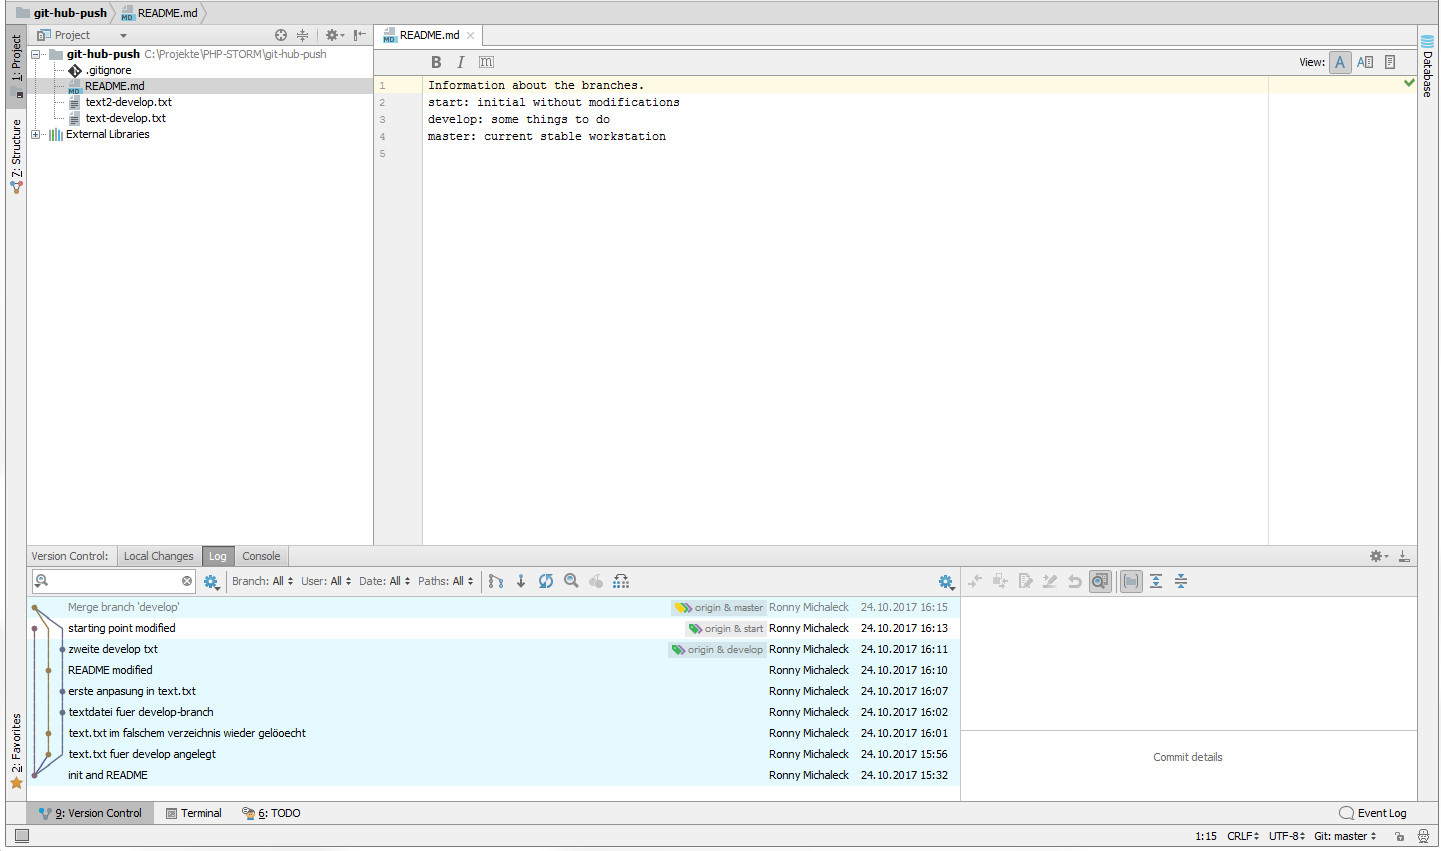 git-hub-push README.md
1: Project
7: Structure
2: Favorites
Project
git-hub-push C:\Projekte\PHP-STORM\git-hub-push
.gitignore
README.md
text2-develop.txt
text-develop.txt
External Libraries
README.md
B I m View: A A
1 Information about the branches.
2 start: initial without modifications
3 develop: some things to do
4 master: current stable workstation
5
Database
Version Control: Local Changes Log Console
Branch: All User: All Date: All Paths: All
Merge branch 'develop' origin & master Ronny Michaleck 24.10.2017 16:15
starting point modified origin & start Ronny Michaleck 24.10.2017 16:13
zweite develop txt origin & develop Ronny Michaleck 24.10.2017 16:11
README modified Ronny Michaleck 24.10.2017 16:10
erste anpasung in text.txt Ronny Michaleck 24.10.2017 16:07
textdatei fuer develop-branch Ronny Michaleck 24.10.2017 16:02
text.txt im falschem verzeichnis wieder gelöoecht Ronny Michaleck 24.10.2017 16:01
text.txt fuer develop angelegt Ronny Michaleck 24.10.2017 15:56
init and README Ronny Michaleck 24.10.2017 15:32
Commit details
9: Version Control Terminal 6: TODO Event Log
1:15 CRLF UTF-8 Git: master